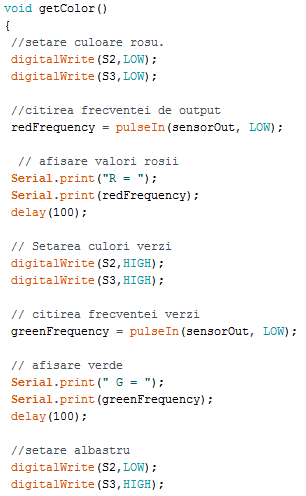 void getColor()
{
//setare culoare rosu.
digitalWrite(S2,LOW);
digitalWrite(S3,LOW);
//citirea frecventei de output
redFrequency = pulseIn(sensorOut, LOW);
// afisare valori rosii
Serial.print("R = ");
Serial.print(redFrequency);
delay(100);
// Setarea culori verzi
digitalWrite(S2,HIGH);
digitalWrite(S3,HIGH);
// citirea frecventei verzi
greenFrequency = pulseIn(sensorOut, LOW);
// afisare verde
Serial.print(" G = ");
Serial.print(greenFrequency);
delay(100);
//setare albastru
digitalWrite(S2,LOW);
digitalWrite(S3,HIGH);